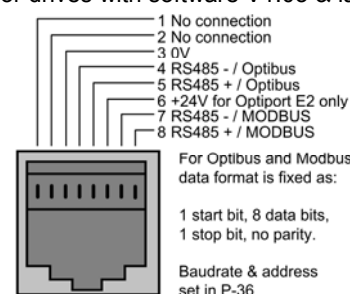 1 No connection
2 No connection
3 0V
4 RS485 - / Optibus
5 RS485 + / Optibus
6 +24V for Optiport E2 only
7 RS485 - / MODBUS
8 RS485 + / MODBUS
For Optibus and Modbus
data format is fixed as:
1 start bit, 8 data bits,
1 stop bit, no parity.
Baudrate & address
set in P-36